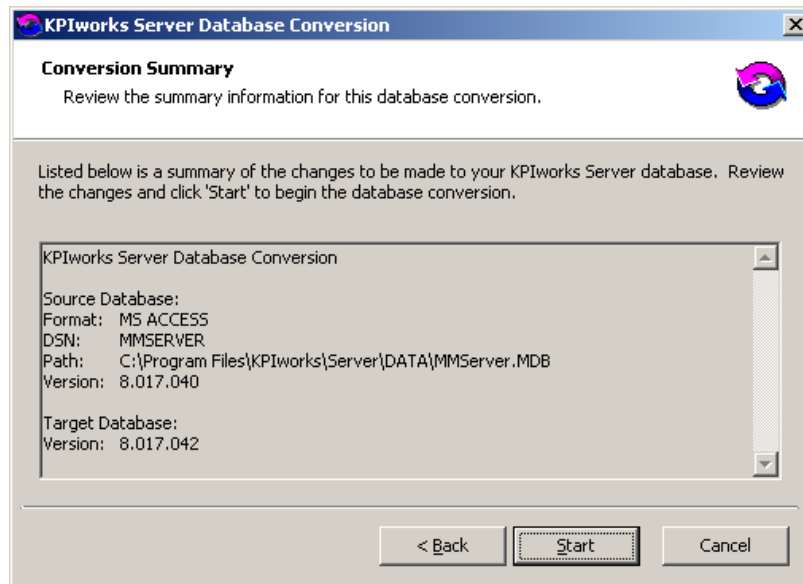 KPIworks Server Database Conversion
Conversion Summary
Review the summary information for this database conversion.
Listed below is a summary of the changes to be made to your KPIworks Server database.  Review
the changes and click 'Start' to begin the database conversion.
KPIworks Server Database Conversion
Source Database:
Format: MS ACCESS
DSN: MMSERVER
Path: C:\Program Files\KPIworks\Server\DATA\MMServer.MDB
Version: 8.017.040
Target Database:
Version: 8.017.042
< Back Start Cancel